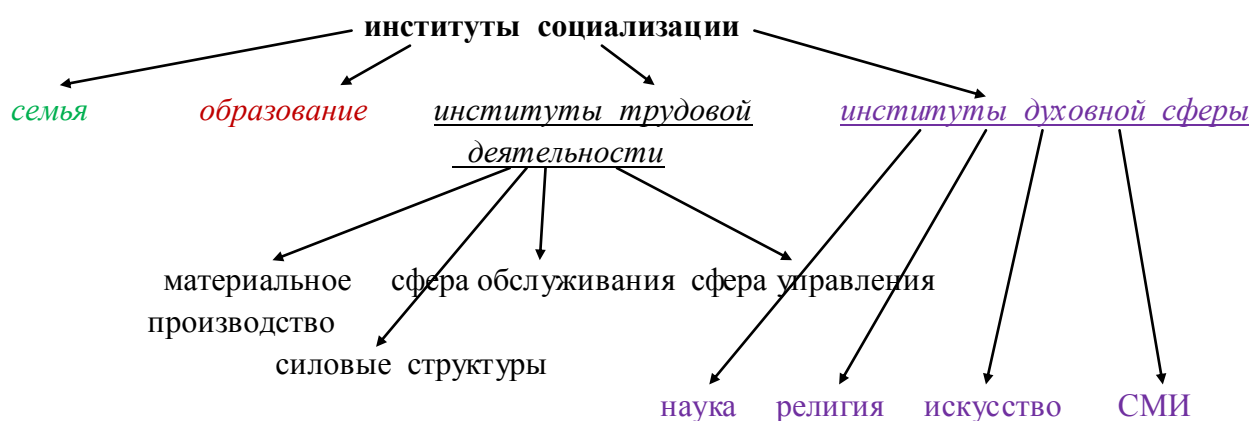 институты социализации
семья образование институты трудовой институты духовной сферы
деятельности
материальное сфера обслуживания сфера управления
производство
силовые структуры
наука религия искусство СМИ